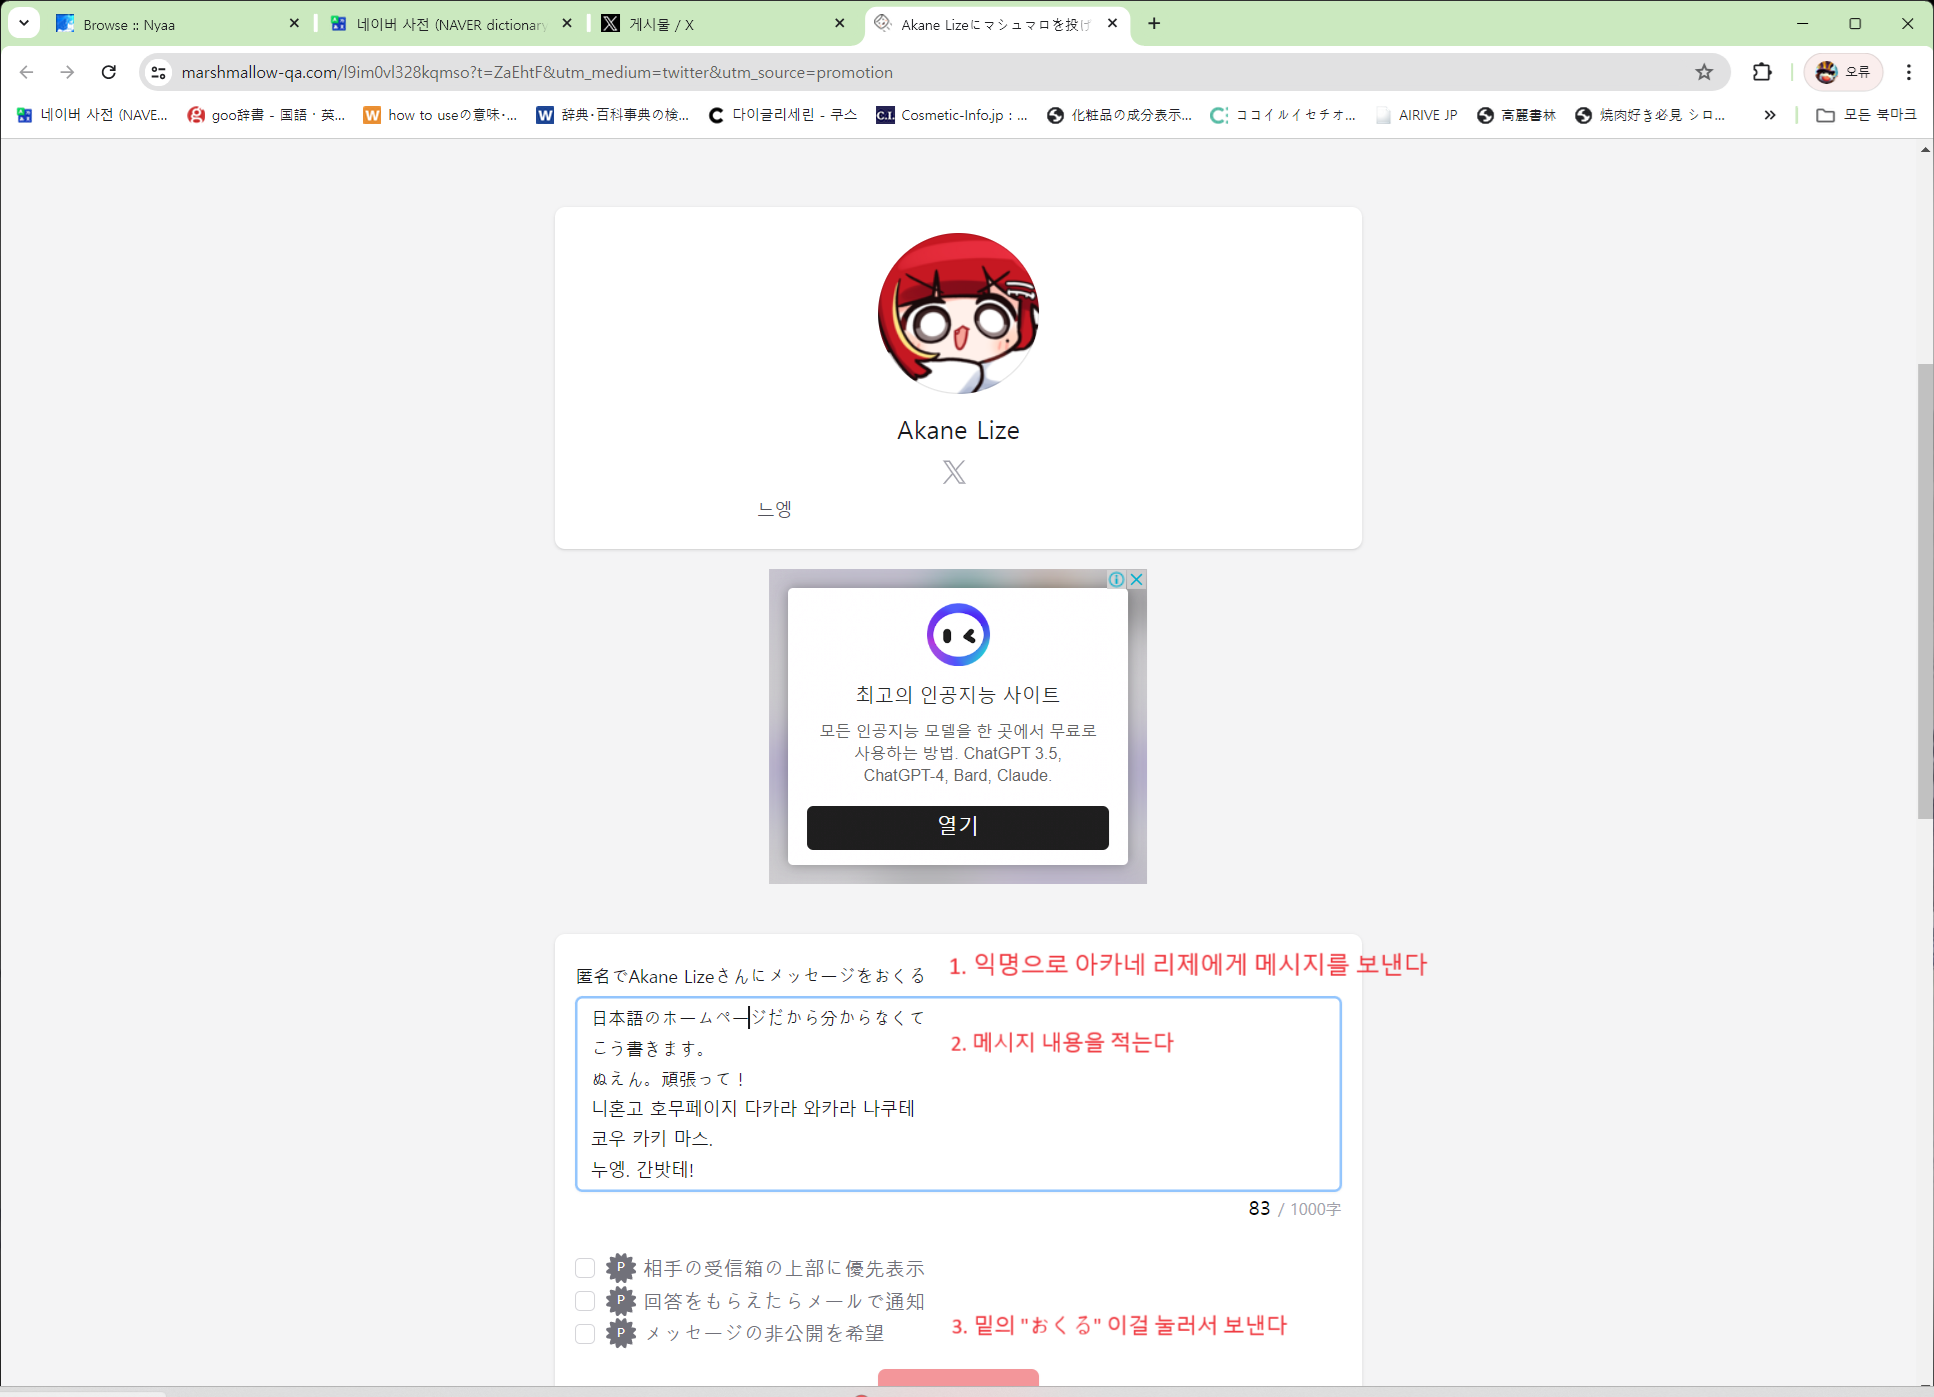 Browse :: Nyaa
네이버 사전 (NAVER dictionary
게시물 / X
Akane Lizeにマシュマロを投げ
marshmallow-qa.com/l9im0vl328kqmso?t=ZaEhtF&utm_medium=twitter&utm_source=promotion
오류
네이버 사전 (NAVE...
goo辞書 - 国語・英...
how to useの意味・...
辞典・百科事典の検...
다이글리세린 - 쿠스
Cosmetic-Info.jp : ...
化粧品の成分表示...
ココイルイセチオ...
AIRIVE JP
高麗書林
焼肉好き必見 シロ...
모든 북마크
Akane Lize
느엥
최고의 인공지능 사이트
모든 인공지능 모델을 한 곳에서 무료로
사용하는 방법. ChatGPT 3.5,
ChatGPT-4, Bard, Claude.
열기
匿名でAkane Lizeさんにメッセージをおくる
1. 익명으로 아카네 리제에게 메시지를 보낸다
日本語のホームページだから分からなくて
2. 메시지 내용을 적는다
こう書きます。
ぬえん。頑張って！
니혼고 호무페이지 다카라 와카라 나쿠테
코우 카키 마스.
누엥. 간밧테!
83 / 1000字
P 相手の受信箱の上部に優先表示
P 回答をもらえたらメールで通知
P メッセージの非公開を希望
3. 밑의 "おくる" 이걸 눌러서 보낸다